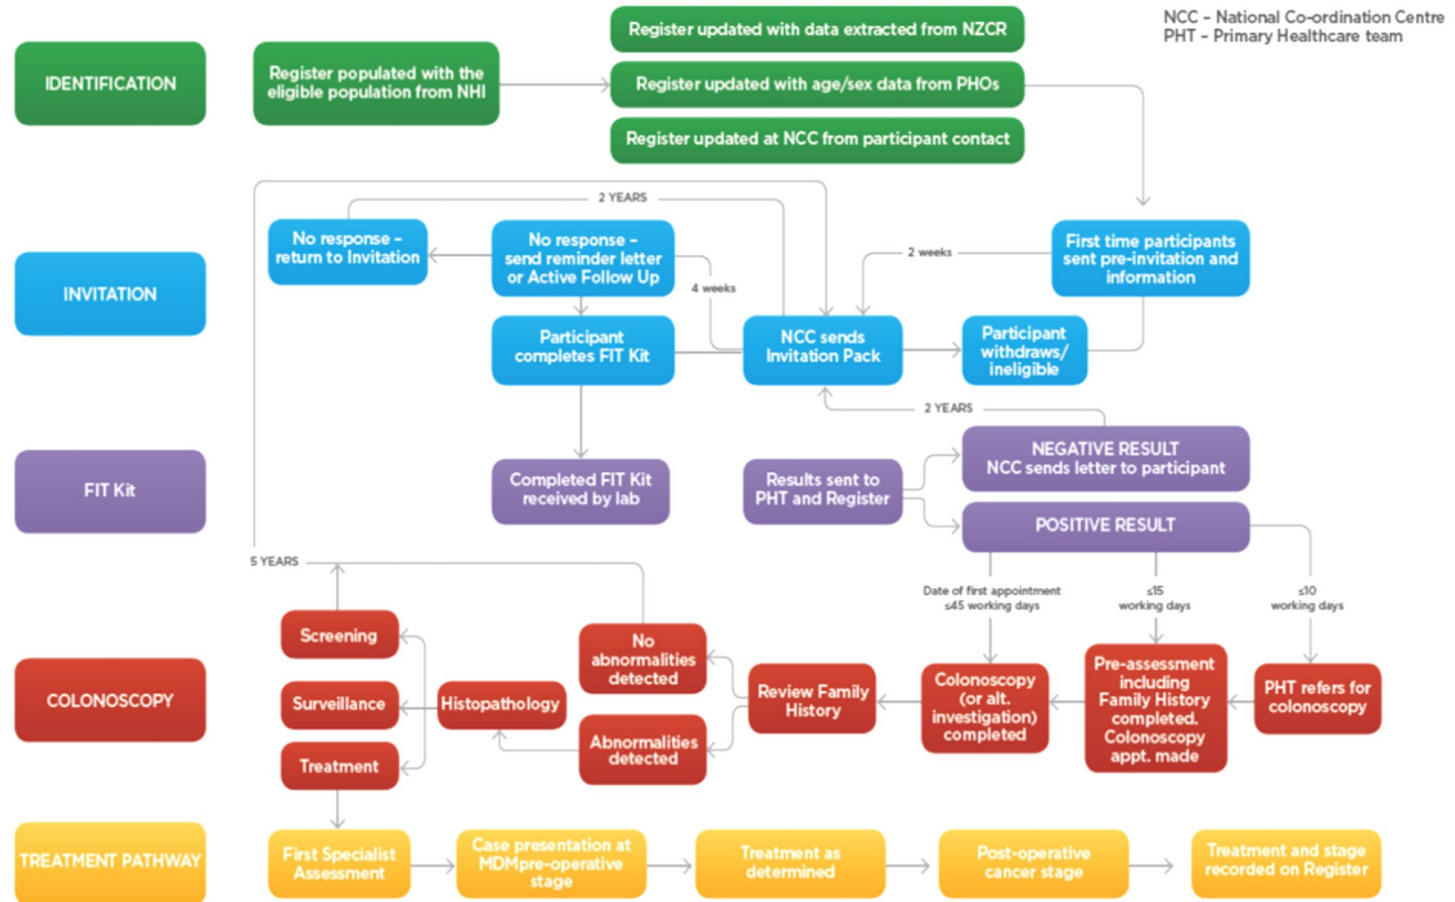 NCC – National Co-ordination Centre
PHT – Primary Healthcare team
IDENTIFICATION
Register populated with the
eligible population from NHI
Register updated with data extracted from NZCR
Register updated with age/sex data from PHOs
Register updated at NCC from participant contact
INVITATION
2 YEARS
No response –
return to Invitation
No response –
send reminder letter
or Active Follow Up
4 weeks
2 weeks
First time participants
sent pre-invitation and
information
Participant
completes FIT Kit
NCC sends
Invitation Pack
Participant
withdraws/
ineligible
2 YEARS
FIT Kit
Completed FIT Kit
received by lab
Results sent to
PHT and Register
NEGATIVE RESULT
NCC sends letter to participant
POSITIVE RESULT
5 YEARS
Date of first appointment
≤45 working days
≤15
working days
≤10
working days
COLONOSCOPY
Screening
Surveillance
Treatment
Histopathology
No
abnormalities
detected
Abnormalities
detected
Review Family
History
Colonoscopy
(or alt.
investigation)
completed
Pre-assessment
including
Family History
completed.
Colonoscopy
appt. made
PHT refers for
colonoscopy
TREATMENT PATHWAY
First Specialist
Assessment
Case presentation at
MDMpre-operative
stage
Treatment as
determined
Post-operative
cancer stage
Treatment and stage
recorded on Register